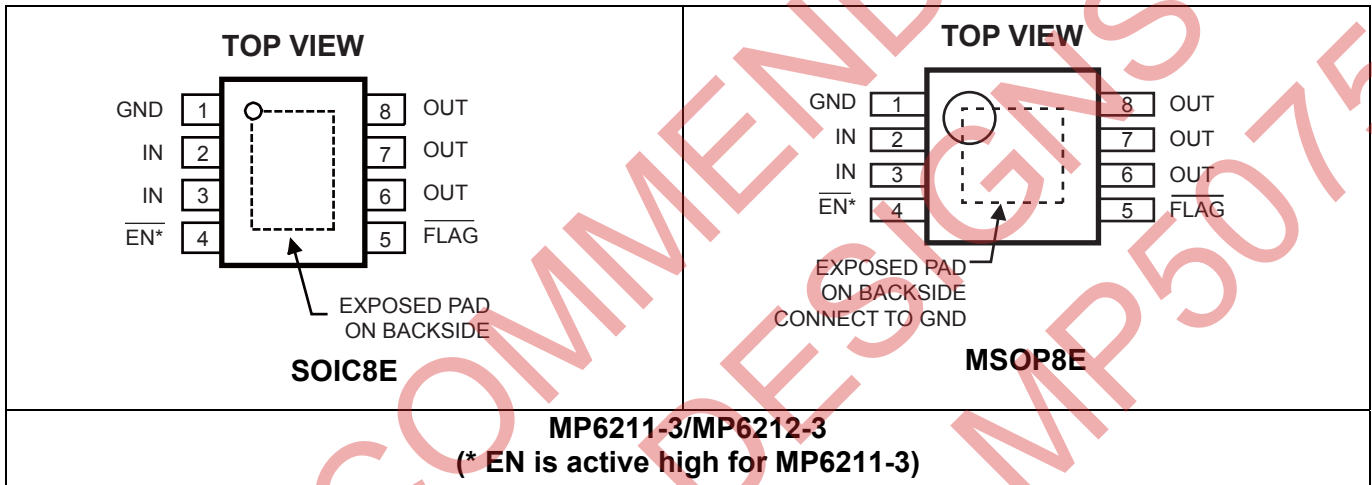 TOP VIEW
GND 1 8 OUT
IN 2 7 OUT
IN 3 6 OUT
EN* 4 5 FLAG
EXPOSED PAD
ON BACKSIDE
SOIC8E
TOP VIEW
GND 1 8 OUT
IN 2 7 OUT
IN 3 6 OUT
EN* 4 5 FLAG
EXPOSED PAD
ON BACKSIDE
CONNECT TO GND
MSOP8E
MP6211-3/MP6212-3
(* EN is active high for MP6211-3)
COMMEND
DESIGNS
MP5075